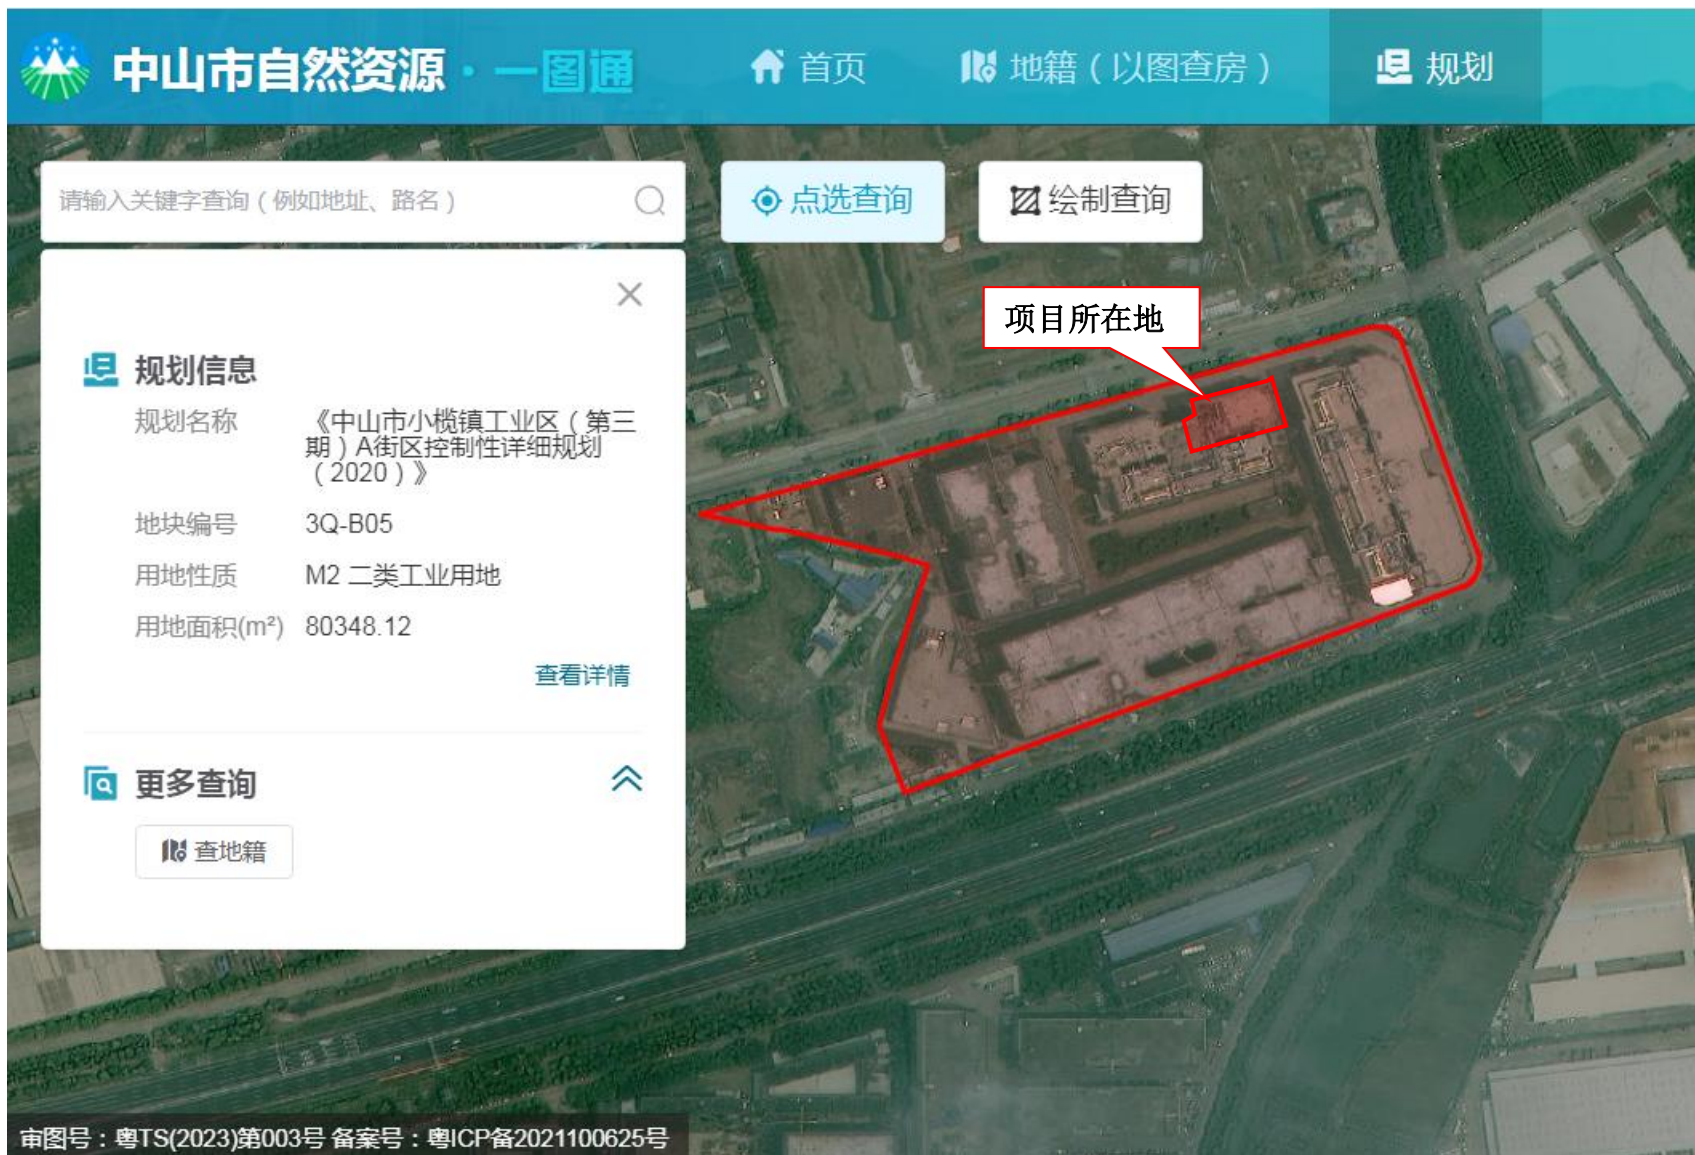 中山市自然资源·一图通
首页
地籍（以图查房）
规划
请输入关键字查询（例如地址、路名）
点选查询
绘制查询
项目所在地
规划信息
规划名称
《中山市小榄镇工业区（第三
期）A街区控制性详细规划
（2020）》
地块编号
3Q-B05
用地性质
M2 二类工业用地
用地面积(m²)
80348.12
查看详情
更多查询
查地籍
审图号：粤TS(2023)第003号 备案号：粤ICP备2021100625号